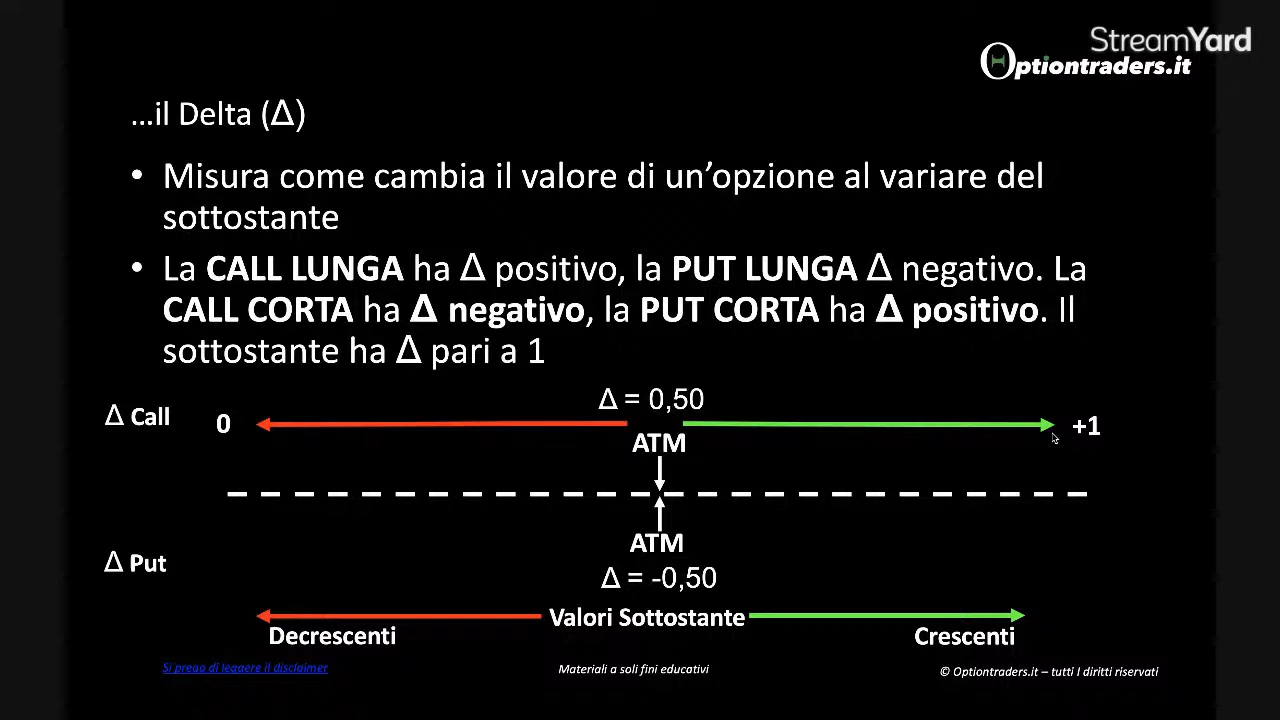 StreamYard
Optiontraders.it
...il Delta (Δ)
• Misura come cambia il valore di un’opzione al variare del
sottostante
• La CALL LUNGA ha Δ positivo, la PUT LUNGA Δ negativo. La
CALL CORTA ha Δ negativo, la PUT CORTA ha Δ positivo. Il
sottostante ha Δ pari a 1
Δ = 0,50
Δ Call 0 +1
ATM
ATM
Δ Put
Δ = -0,50
Valori Sottostante
Decrescenti Crescenti
Si prega di leggere il disclaimer Materiali a soli fini educativi © Optiontraders.it – tutti I diritti riservati